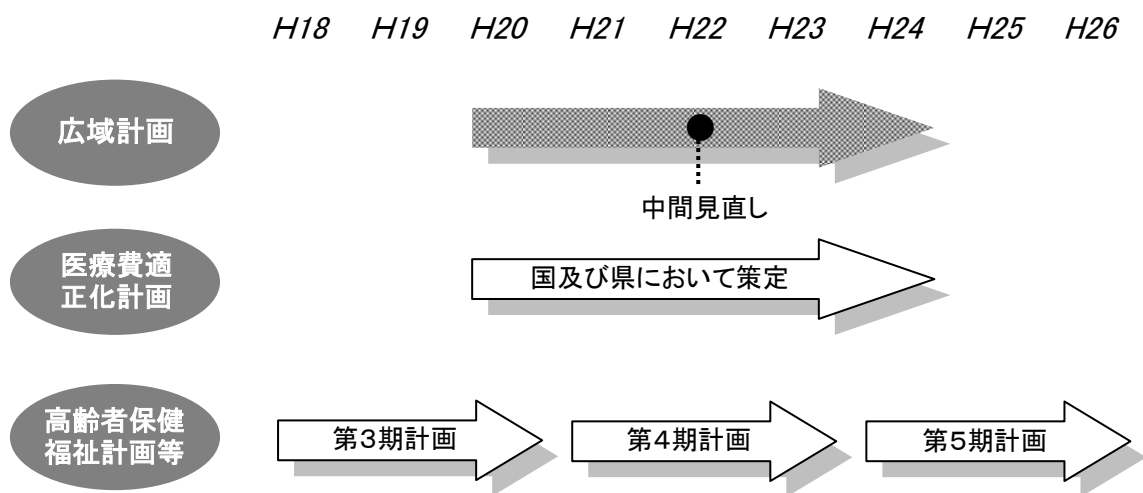 H18 H19 H20 H21 H22 H23 H24 H25 H26
広域計画
中間見直し
医療費適
正化計画
国及び県において策定
高齢者保健
福祉計画等
第3期計画 第4期計画 第5期計画